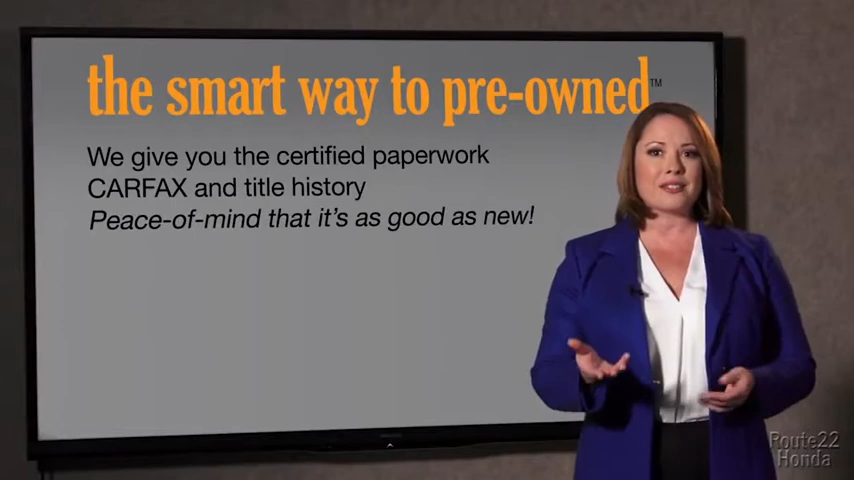 the smart way to pre-owned™
We give you the certified paperwork
CARFAX and title history
Peace-of-mind that it's as good as new!
Route22
Honda